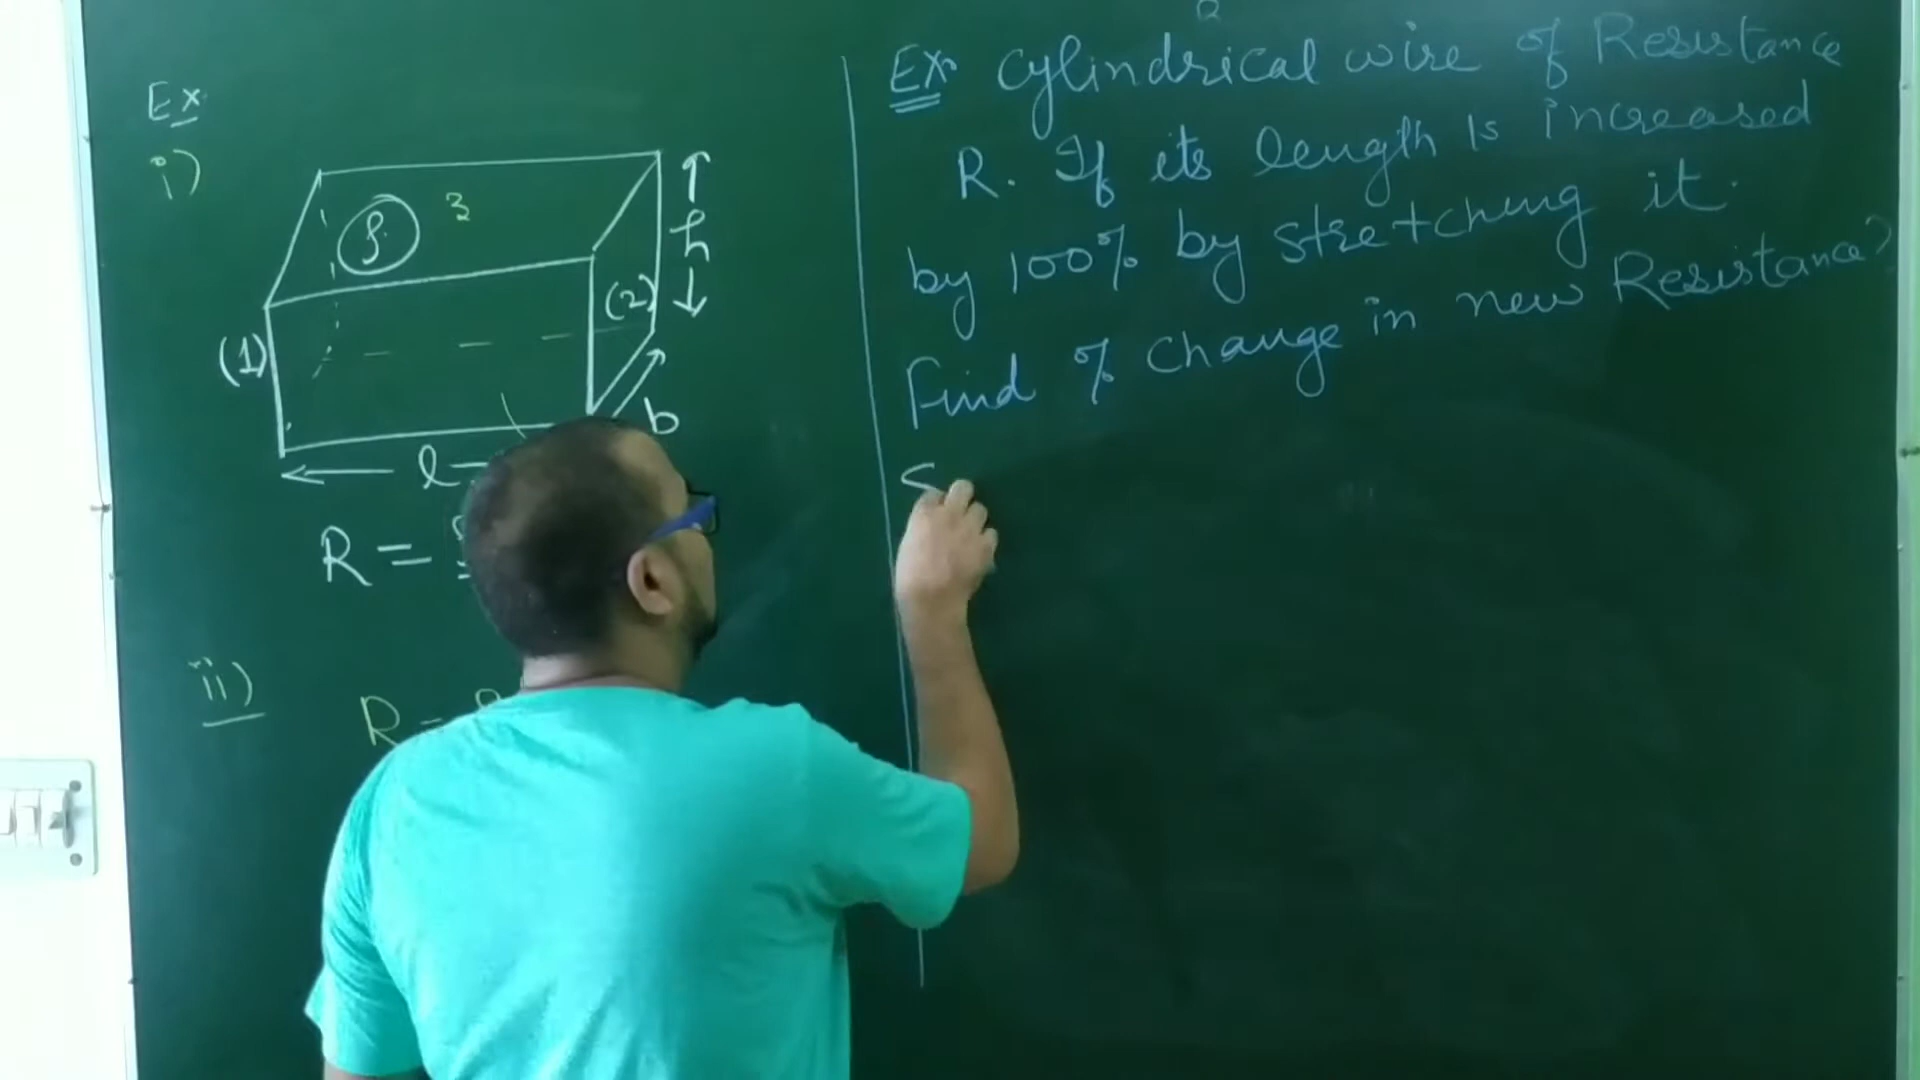 Ex.
i)
ρ 3
h
(2)
(1)
b
l
R =
ii)
R =
Ex. Cylindrical wire of Resistance
R. If its length is increased
by 100% by stretching it.
Find % change in new Resistance?
S